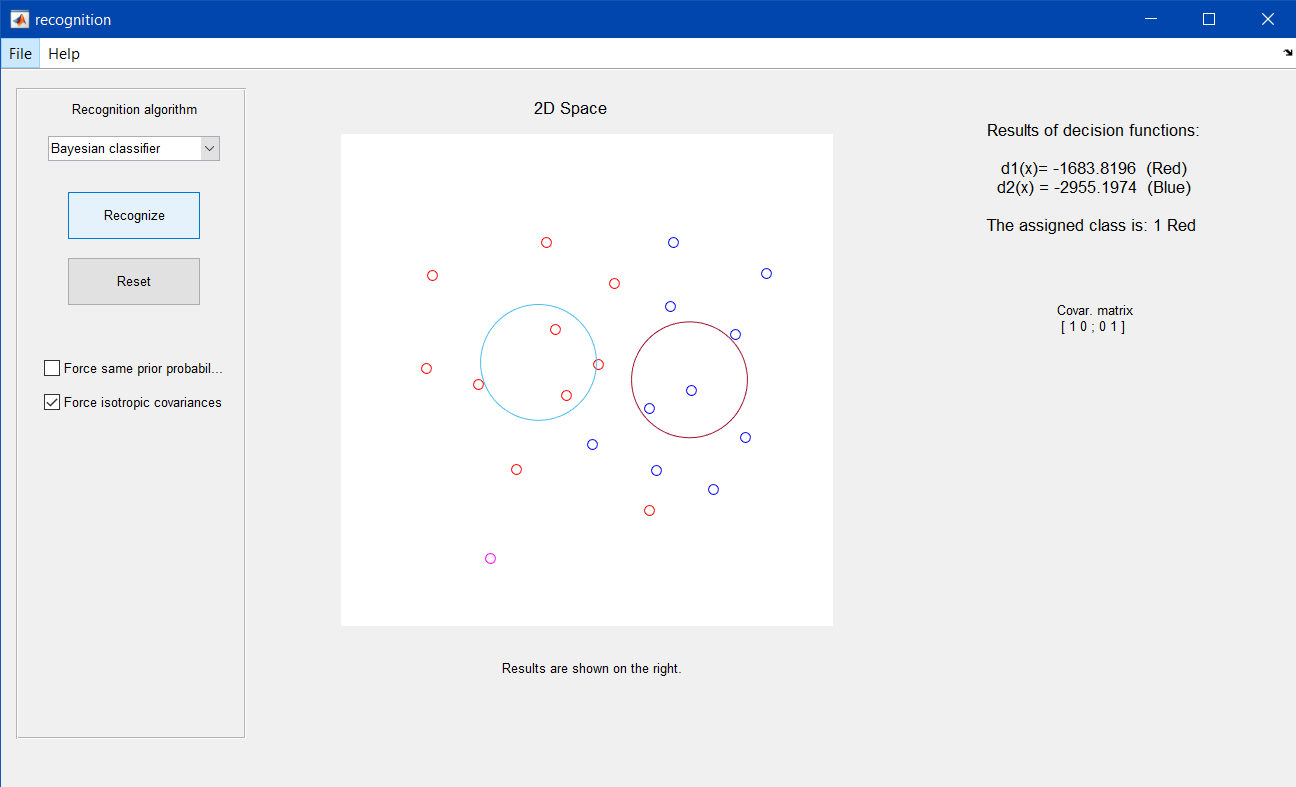 recognition
File Help
Recognition algorithm
Bayesian classifier
Recognize
Reset
Force same prior probabil...
Force isotropic covariances
2D Space
Results are shown on the right.
Results of decision functions:
d1(x)= -1683.8196 (Red)
d2(x) = -2955.1974 (Blue)
The assigned class is: 1 Red
Covar. matrix
[ 1 0 ; 0 1 ]